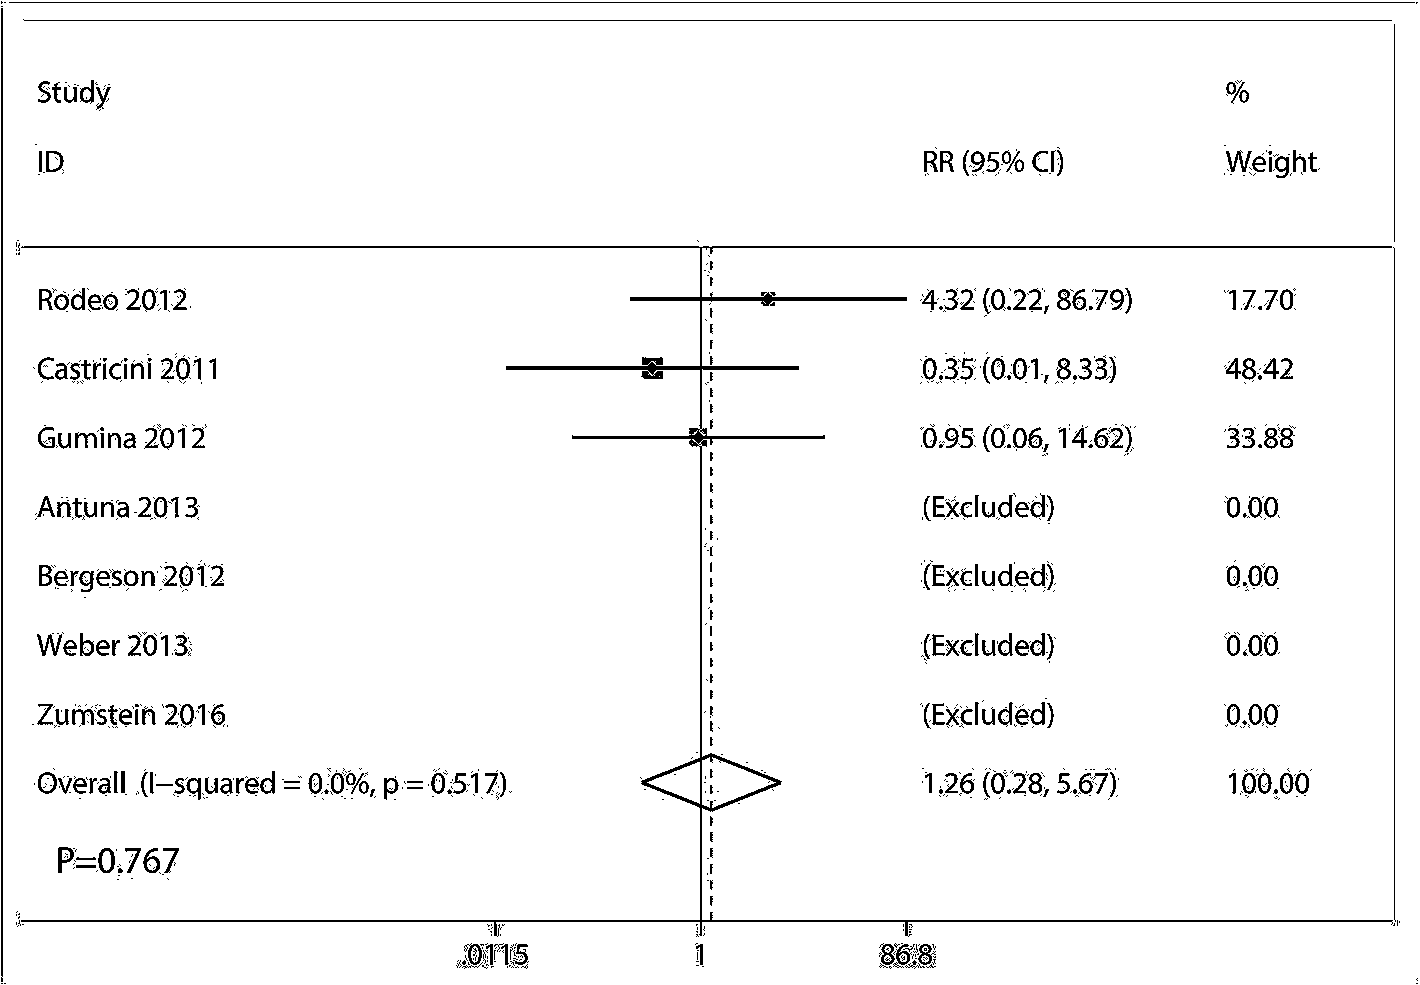 Study %
ID RR (95% CI) Weight
Rodeo 2012 4.32 (0.22, 86.79) 17.70
Castricini 2011 0.35 (0.01, 8.33) 48.42
Gumina 2012 0.95 (0.06, 14.62) 33.88
Antuna 2013 (Excluded) 0.00
Bergeson 2012 (Excluded) 0.00
Weber 2013 (Excluded) 0.00
Zumstein 2016 (Excluded) 0.00
Overall (I−squared = 0.0%, p = 0.517) 1.26 (0.28, 5.67) 100.00
P=0.767
.0115 1 86.8